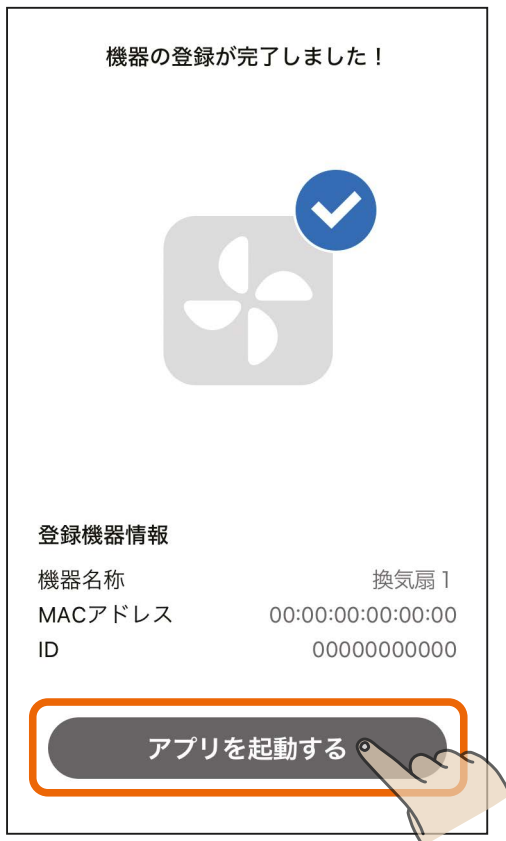 機器の登録が完了しました！
登録機器情報
機器名称 換気扇1
MACアドレス 00:00:00:00:00:00
ID 00000000000
アプリを起動する